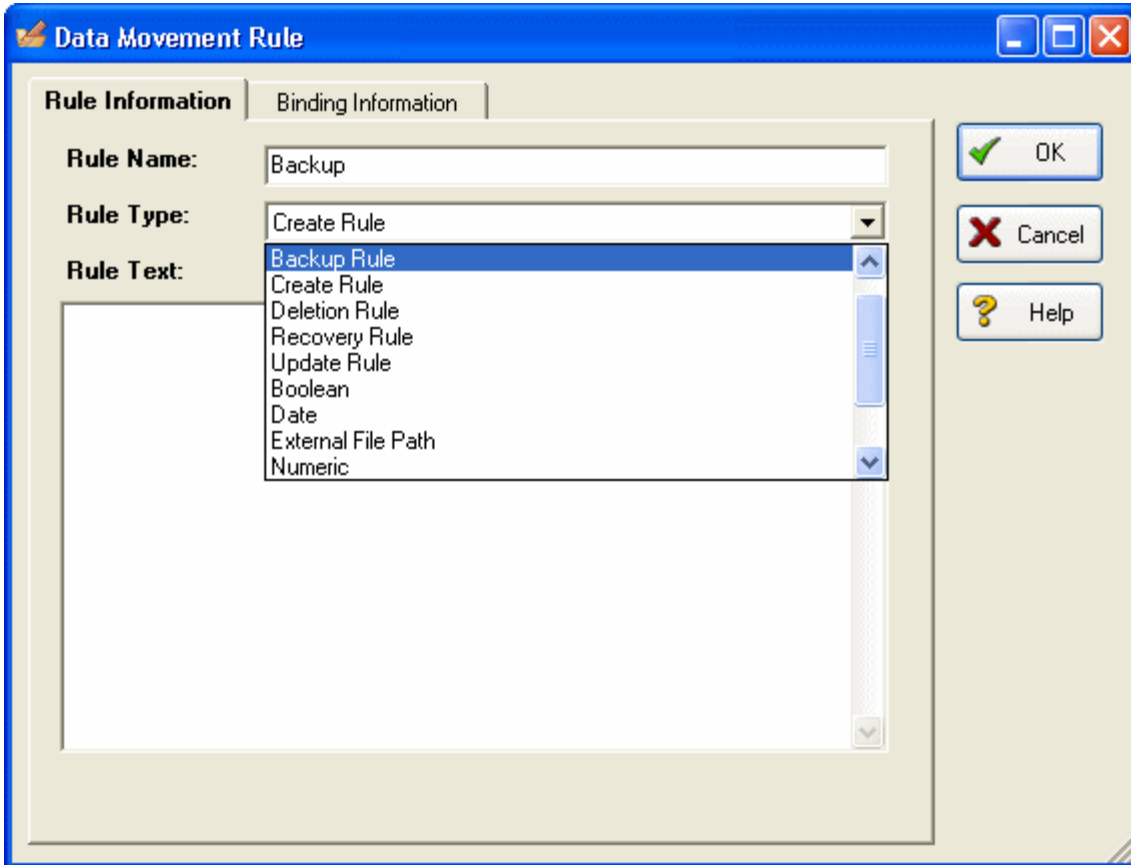 Data Movement Rule
Rule Information
Binding Information
Rule Name:
Backup
OK
Rule Type:
Create Rule
Cancel
Rule Text:
Backup Rule
Create Rule
Deletion Rule
Recovery Rule
Update Rule
Boolean
Date
External File Path
Numeric
Help